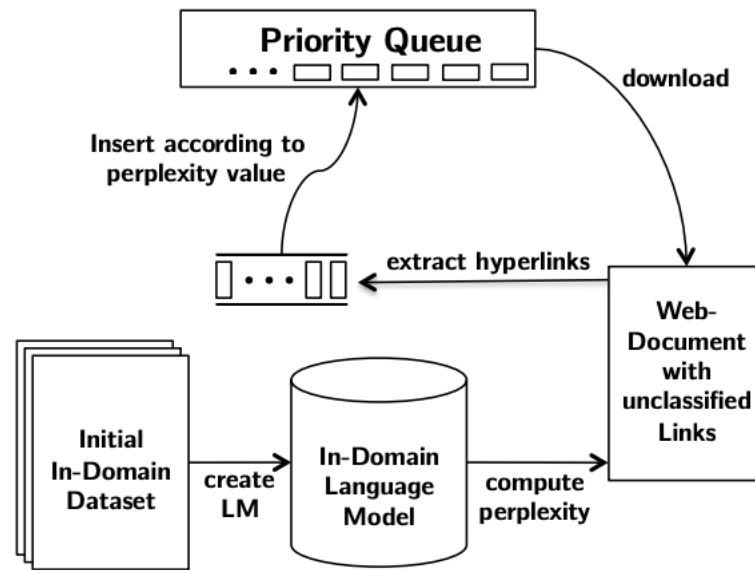 Priority Queue
download
Insert according to
perplexity value
extract hyperlinks
Web-
Document
with
unclassified
Links
Initial
In-Domain
Dataset
create
LM
In-Domain
Language
Model
compute
perplexity